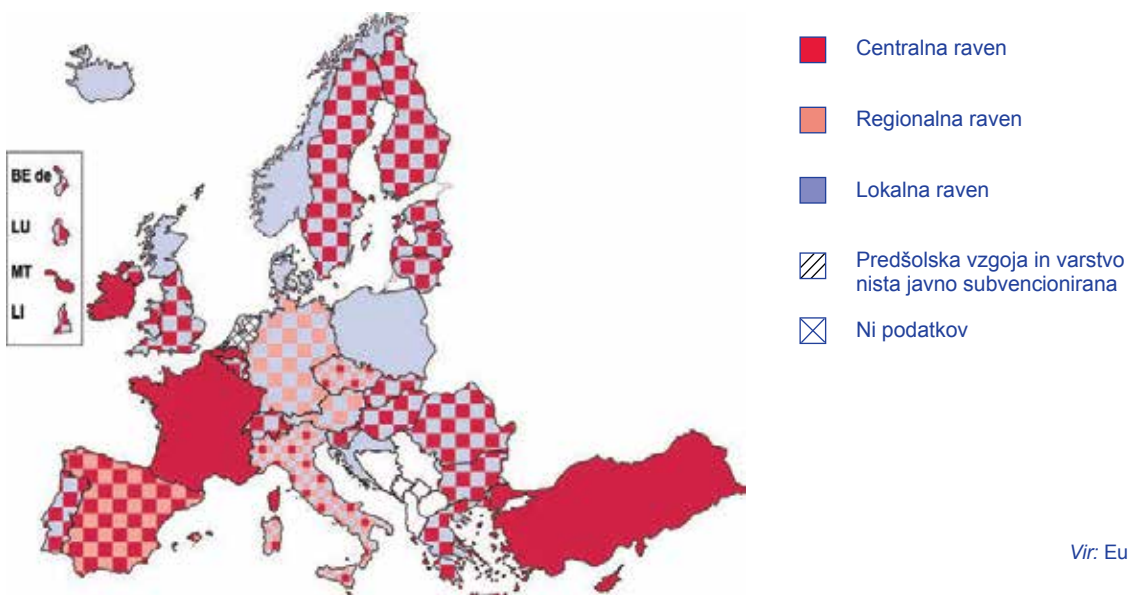 BE de
LU
MT
LI
Centralna raven
Regionalna raven
Lokalna raven
Predšolska vzgoja in varstvo
nista javno subvencionirana
Ni podatkov
Vir: Eu